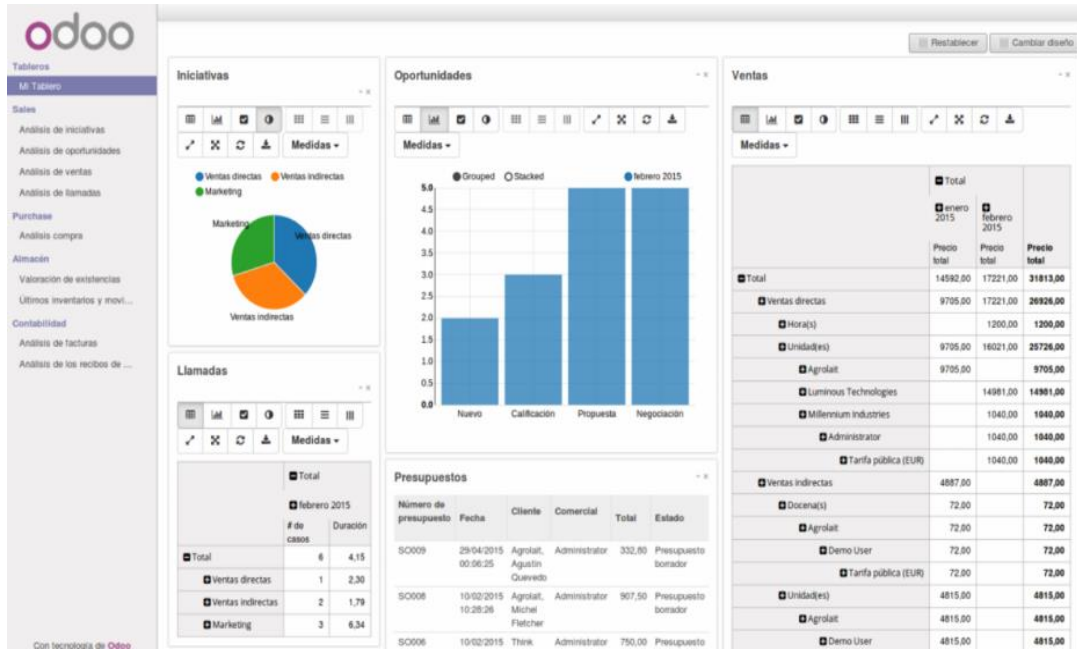 odoo
Tableros
Mi Tablero
Sales
Análisis de iniciativas
Análisis de oportunidades
Análisis de ventas
Análisis de llamadas
Purchase
Análisis compra
Almacén
Valoración de existencias
Últimos inventarios y movi...
Contabilidad
Análisis de facturas
Análisis de los recibos de ...
Con tecnología de Odoo
Restablecer
Cambiar diseño
Iniciativas
Medidas
Ventas directas
Ventas indirectas
Marketing
Marketing
Ventas directas
Ventas indirectas
Llamadas
Medidas
Total
febrero 2015
# de casos Duración
Total 6 4,15
Ventas directas 1 2,30
Ventas indirectas 2 1,79
Marketing 3 6,34
Oportunidades
Medidas
Grouped Stacked febrero 2015
5.0
4.5
4.0
3.5
3.0
2.5
2.0
1.5
1.0
0.5
0.0
Nuevo Calificación Propuesta Negociación
Presupuestos
Número de presupuesto Fecha Cliente Comercial Total Estado
SO009 29/04/2015 00:06:25 Agrolait, Agustin Quevedo Administrator 332,80 Presupuesto borrador
SO008 10/02/2015 10:28:26 Agrolait, Michel Fletcher Administrator 907,50 Presupuesto borrador
SO006 10/02/2015 Think Administrator 750,00 Presupuesto
Ventas
Medidas
Total
enero 2015 febrero 2015
Precio total Precio total Precio total
Total 14592,00 17221,00 31813,00
Ventas directas 9705,00 17221,00 26926,00
Hora(s) 1200,00 1200,00
Unidad(es) 9705,00 16021,00 25726,00
Agrolait 9705,00 9705,00
Luminous Technologies 14981,00 14981,00
Millennium Industries 1040,00 1040,00
Administrator 1040,00 1040,00
Tarifa pública (EUR) 1040,00 1040,00
Ventas indirectas 4887,00 4887,00
Docena(s) 72,00 72,00
Agrolait 72,00 72,00
Demo User 72,00 72,00
Tarifa pública (EUR) 72,00 72,00
Unidad(es) 4815,00 4815,00
Agrolait 4815,00 4815,00
Demo User 4815,00 4815,00